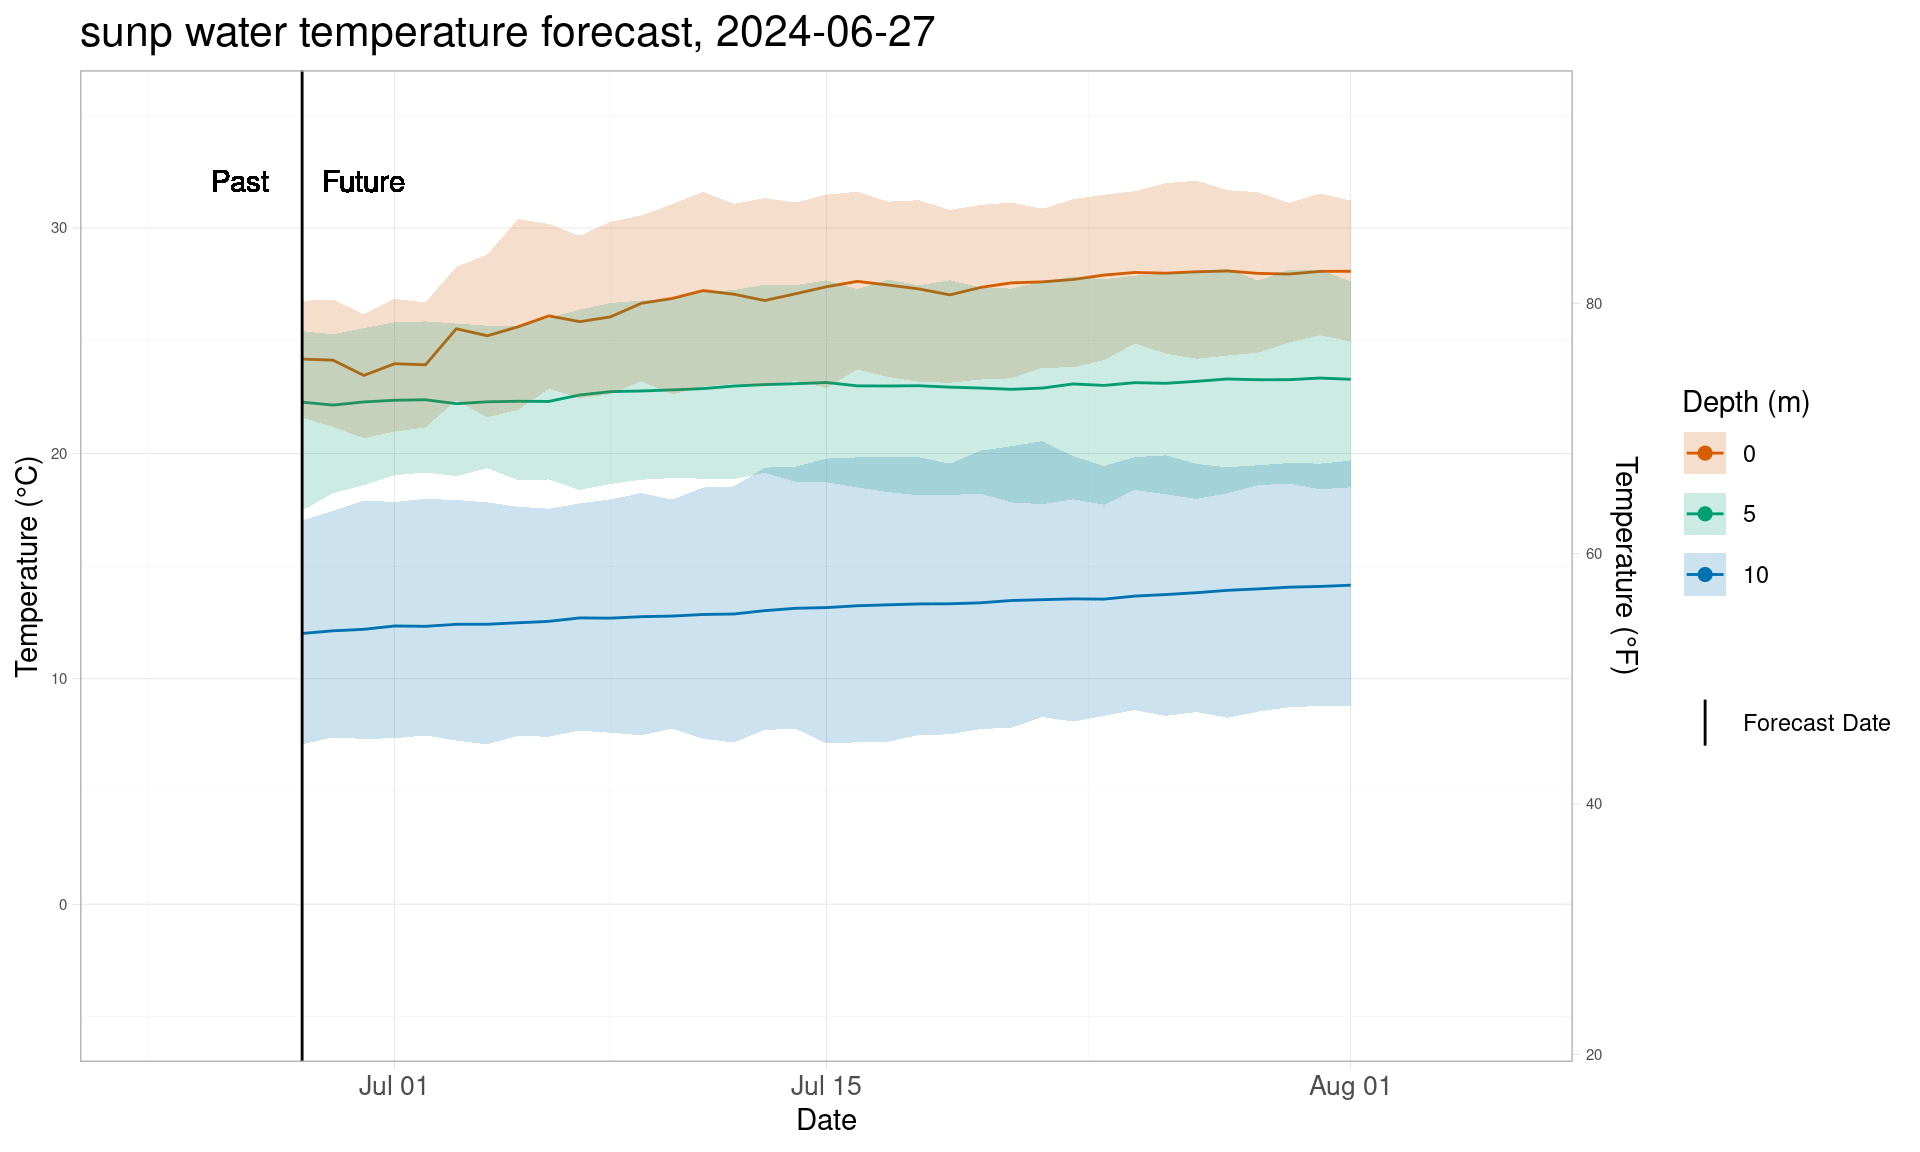 sunp water temperature forecast, 2024-06-27
Past
Future
30
20
10
0
Temperature (°C)
80
60
40
20
Temperature (°F)
Jul 01
Jul 15
Aug 01
Date
Depth (m)
0
5
10
Forecast Date